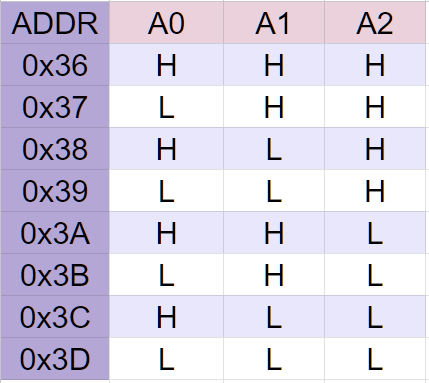 ADDR A0 A1 A2
0x36 H H H
0x37 L H H
0x38 H L H
0x39 L L H
0x3A H H L
0x3B L H L
0x3C H L L
0x3D L L L